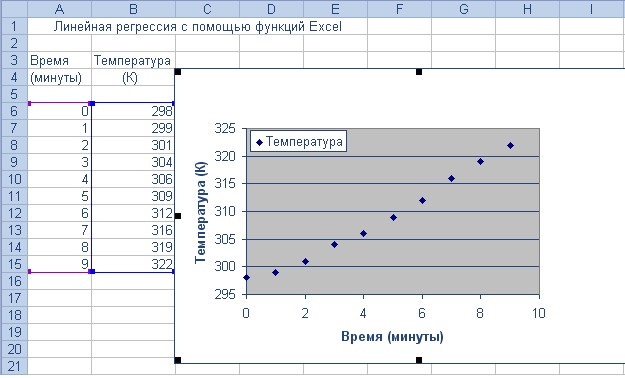 A B C D E F G H I
1 Линейная регрессия с помощью функций Excel
2
3 Время Температура
4 (минуты) (К)
5
6 0 298
7 1 299
8 2 301
9 3 304
10 4 306
11 5 309
12 6 312
13 7 316
14 8 319
15 9 322
16
17
18
19
20
21
Температура
Температура (К)
325
320
315
310
305
300
295
0 2 4 6 8 10
Время (минуты)